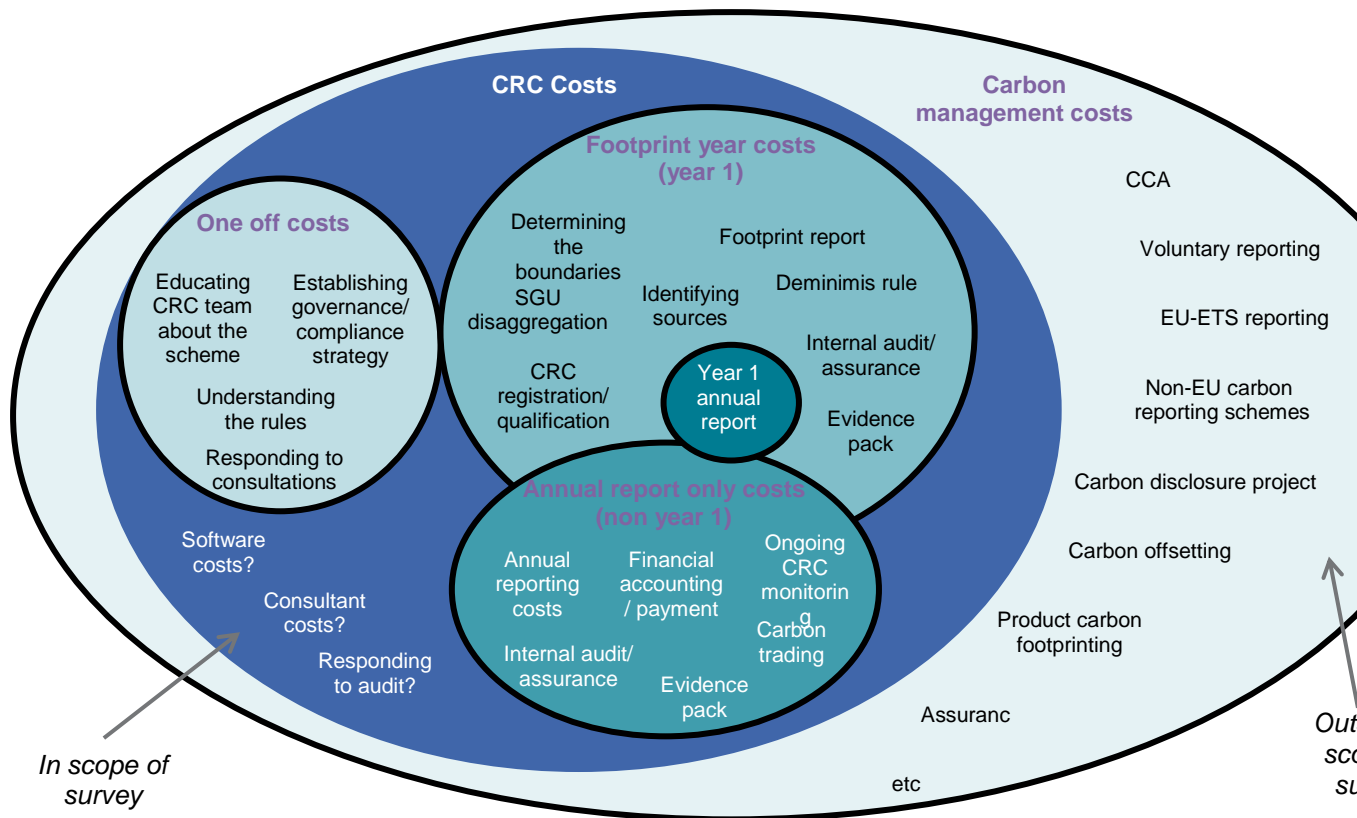 CRC Costs
Carbon
management costs
Footprint year costs
(year 1)
One off costs
Educating
CRC team
about the
scheme
Establishing
governance/
compliance
strategy
Understanding
the rules
Responding to
consultations
Determining
the
boundaries
SGU
disaggregation
Footprint report
Identifying
sources
Deminimis rule
Internal audit/
assurance
CRC
registration/
qualification
Year 1
annual
report
Evidence
pack
Annual report only costs
(non year 1)
Annual
reporting
costs
Financial
accounting
/ payment
Ongoing
CRC
monitorin
g
Carbon
trading
Internal audit/
assurance
Evidence
pack
Software
costs?
Consultant
costs?
Responding
to audit?
In scope of
survey
CCA
Voluntary reporting
EU-ETS reporting
Non-EU carbon
reporting schemes
Carbon disclosure project
Carbon offsetting
Product carbon
footprinting
Assuranc
etc
Out
sco
su